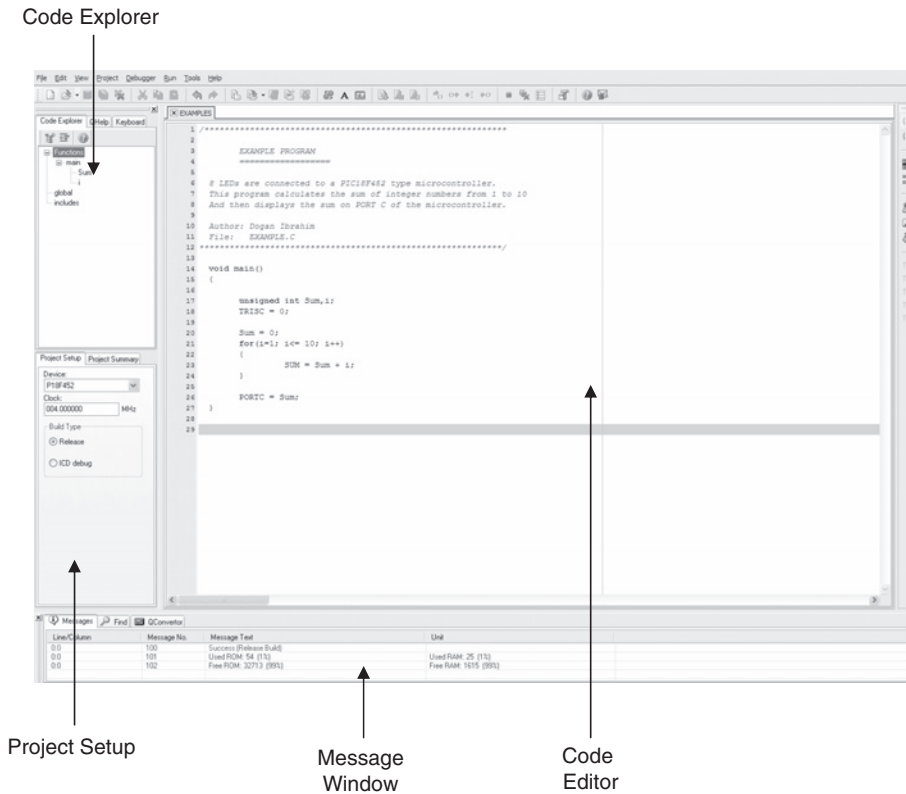 Code Explorer
File Edit View Project Debugger Run Tools Help
Code Explorer QHelp Keyboard
EXAMPLES
Functions
main
Sum
i
global
includes
1 /***************************************************************
2
3 EXAMPLE PROGRAM
4 ===================
5
6 8 LEDs are connected to a PIC18F452 type microcontroller.
7 This program calculates the sum of integer numbers from 1 to 10
8 And then displays the sum on PORT C of the microcontroller.
9
10 Author: Dogan Ibrahim
11 File: EXAMPLE.C
12 ***************************************************************/
13
14 void main()
15 {
16
17 unsigned int Sum,i;
18 TRISC = 0;
19
20 Sum = 0;
21 for(i=1; i<= 10; i++)
22 {
23 SUM = Sum + i;
24 }
25
26 PORTC = Sum;
27 }
28
29
Project Setup Project Summary
Device:
P18F452
Clock:
004.000000 MHz
Build Type
Release
ICD debug
Messages Find QConvertor
Line/Column Message No. Message Text Unit
0:0 100 Success (Release Build)
0:0 101 Used ROM: 54 (1%) Used RAM: 25 (1%)
0:0 102 Free ROM: 32713 (99%) Free RAM: 1615 (99%)
Project Setup
Message
Window
Code
Editor